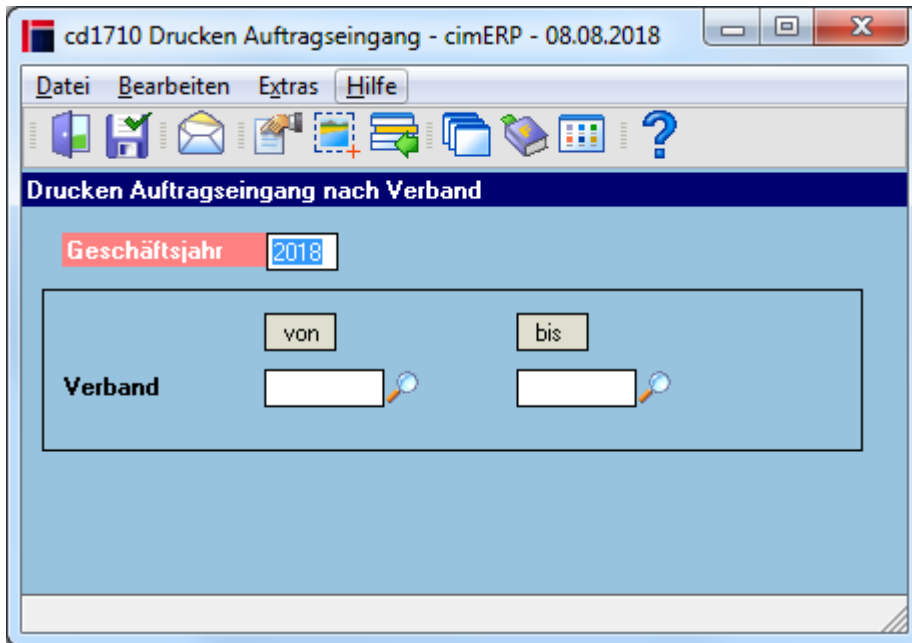 cd1710 Drucken Auftragseingang - cimERP - 08.08.2018
Datei Bearbeiten Extras Hilfe
Drucken Auftragseingang nach Verband
Geschäftsjahr 2018
von bis
Verband